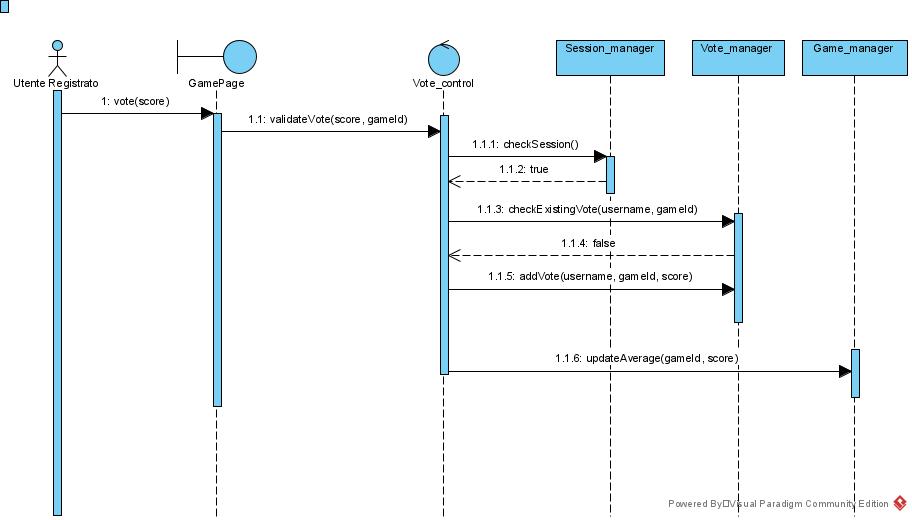 Utente Registrato
GamePage
Vote_control
Session_manager
Vote_manager
Game_manager
1: vote(score)
1.1: validateVote(score, gameId)
1.1.1: checkSession()
1.1.2: true
1.1.3: checkExistingVote(username, gameId)
1.1.4: false
1.1.5: addVote(username, gameId, score)
1.1.6: updateAverage(gameId, score)
Powered By Visual Paradigm Community Edition